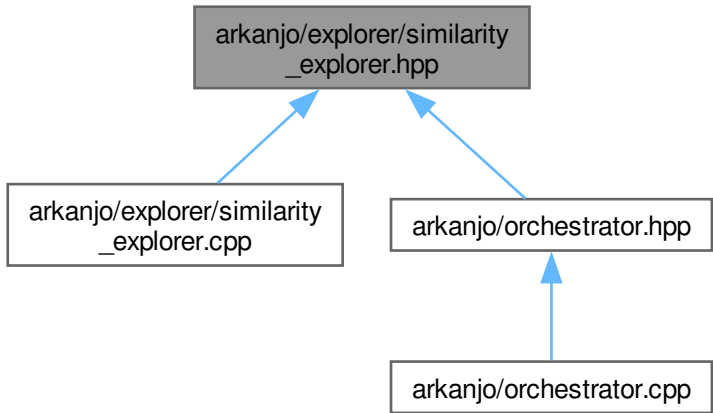 arkanjo/explorer/similarity
_explorer.hpp
arkanjo/explorer/similarity
_explorer.cpp
arkanjo/orchestrator.hpp
arkanjo/orchestrator.cpp